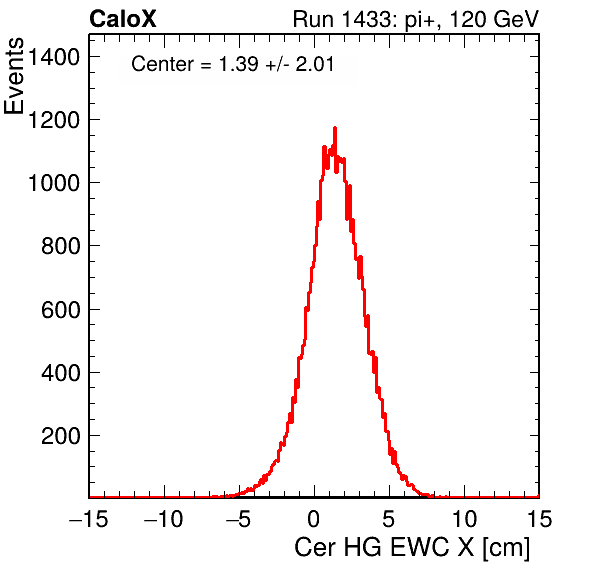 CaloX Run 1433: pi+, 120 GeV
Events
Center = 1.39 +/- 2.01
1400
1200
1000
800
600
400
200
−15 −10 −5 0 5 10 15
Cer HG EWC X [cm]